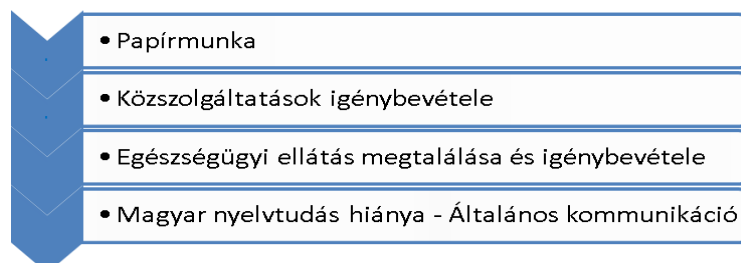 • Papírmunka
• Közszolgáltatások igénybevétele
• Egészségügyi ellátás megtalálása és igénybevétele
• Magyar nyelvtudás hiánya - Általános kommunikáció